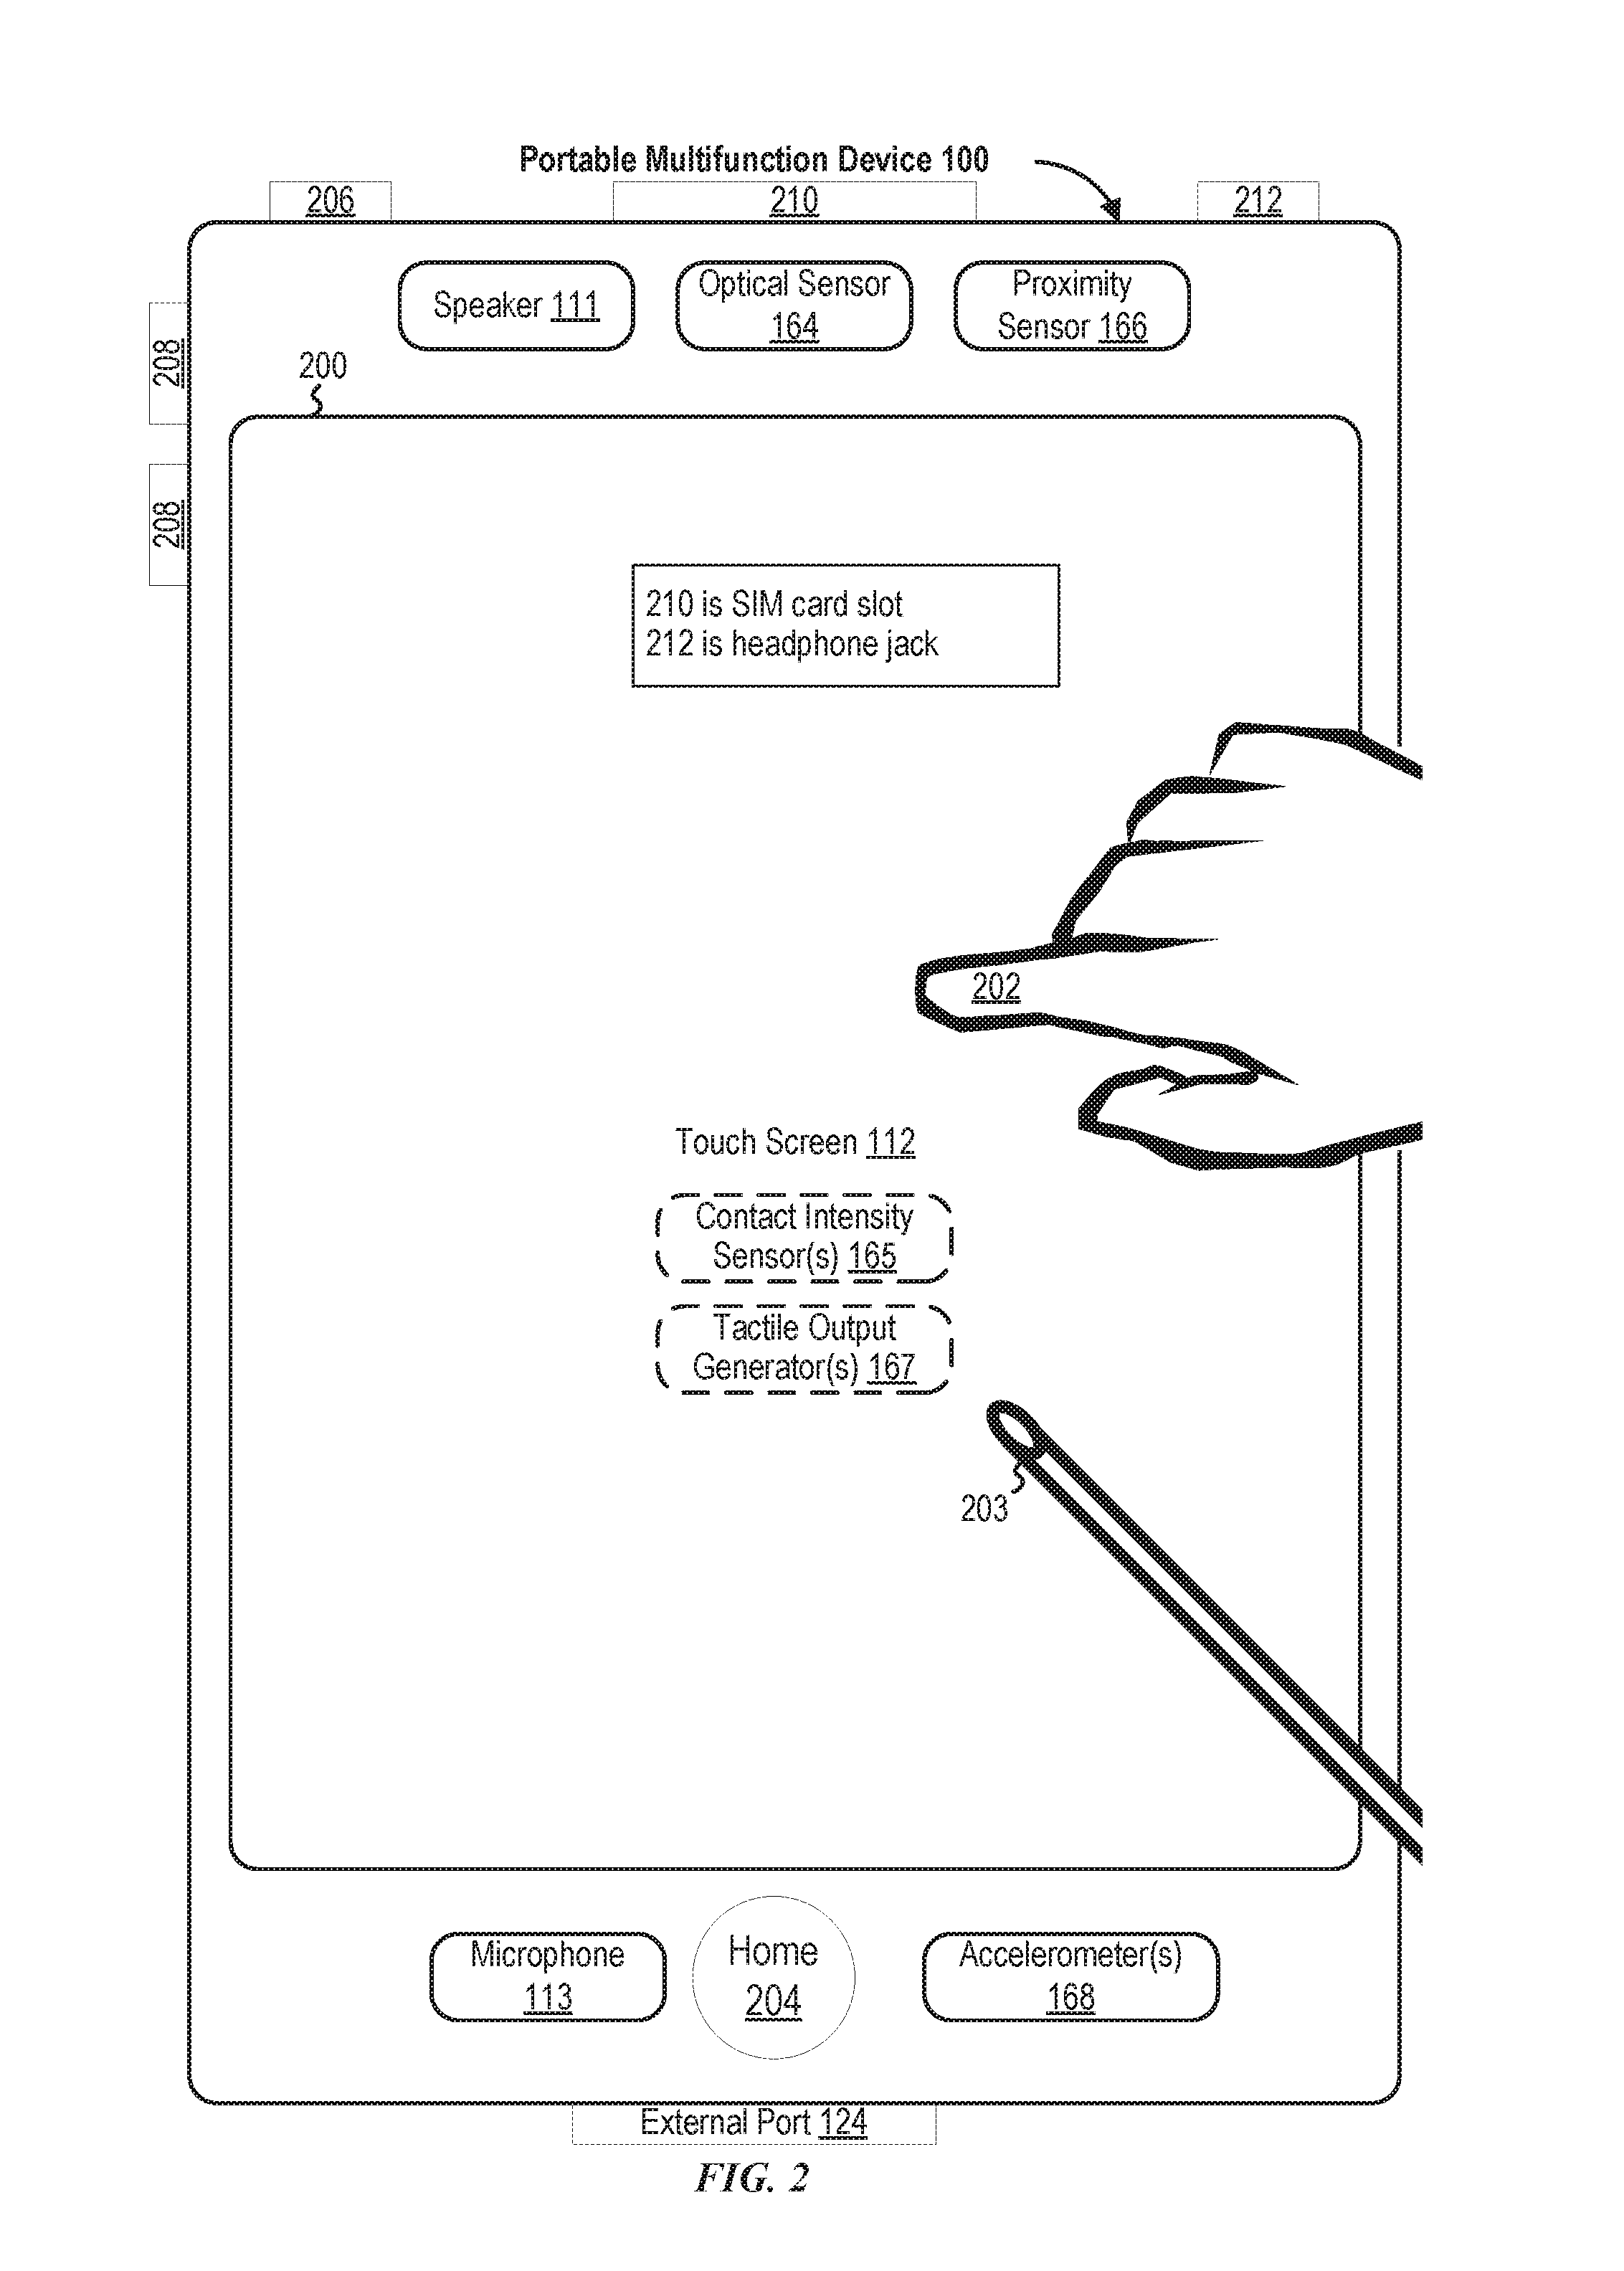 Portable Multifunction Device 100
206
210
212
Speaker 111
Optical Sensor
164
Proximity
Sensor 166
208
200
208
210 is SIM card slot
212 is headphone jack
202
Touch Screen 112
Contact Intensity
Sensor(s) 165
Tactile Output
Generator(s) 167
203
Microphone
113
Home
204
Accelerometer(s)
168
External Port 124
FIG. 2